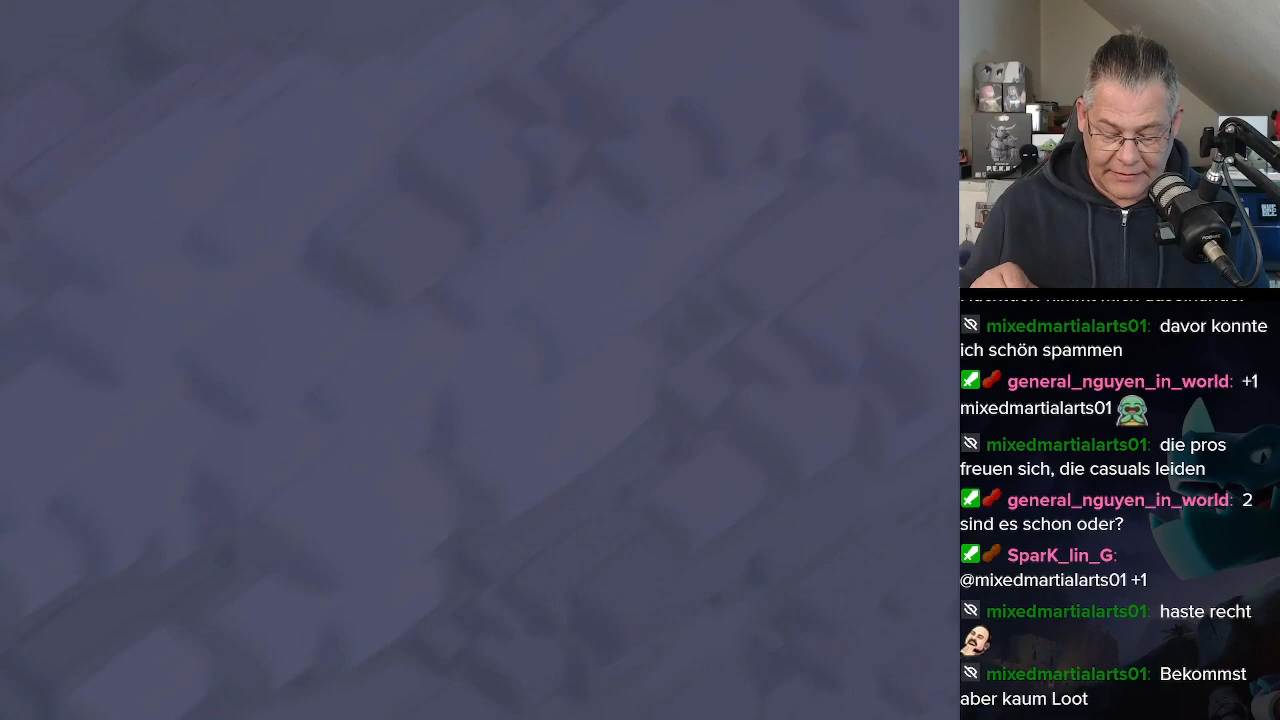 P.E.K.K.A
PODMIC
mixedmartialarts01: davor konnte
ich schön spammen
general_nguyen_in_world: +1
mixedmartialarts01
mixedmartialarts01: die pros
freuen sich, die casuals leiden
general_nguyen_in_world: 2
sind es schon oder?
SparK_lin_G:
@mixedmartialarts01 +1
mixedmartialarts01: haste recht
mixedmartialarts01: Bekommst
aber kaum Loot